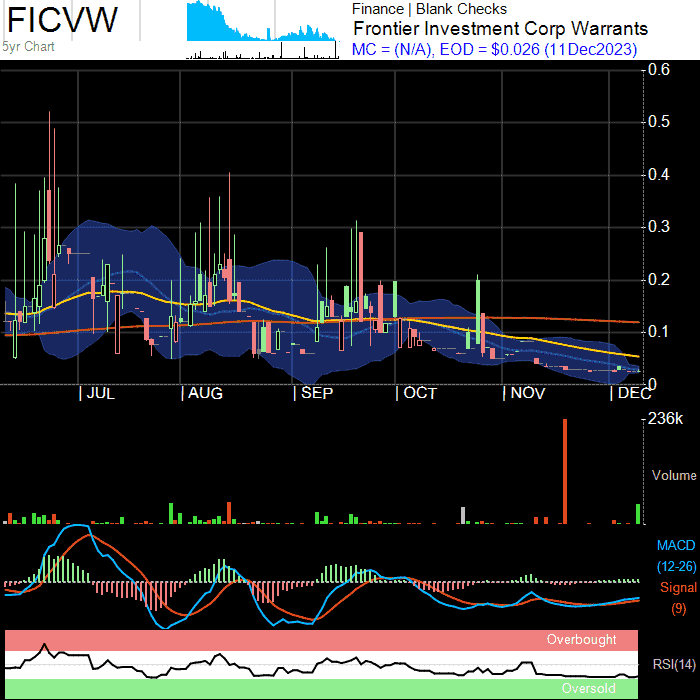 FICVW
5yr Chart
Finance | Blank Checks
Frontier Investment Corp Warrants
MC = (N/A), EOD = $0.026 (11Dec2023)
0.6
0.5
0.4
0.3
0.2
0.1
0
JUL AUG SEP OCT NOV DEC
236k
Volume
MACD
(12-26)
Signal
(9)
Overbought
RSI(14)
Oversold